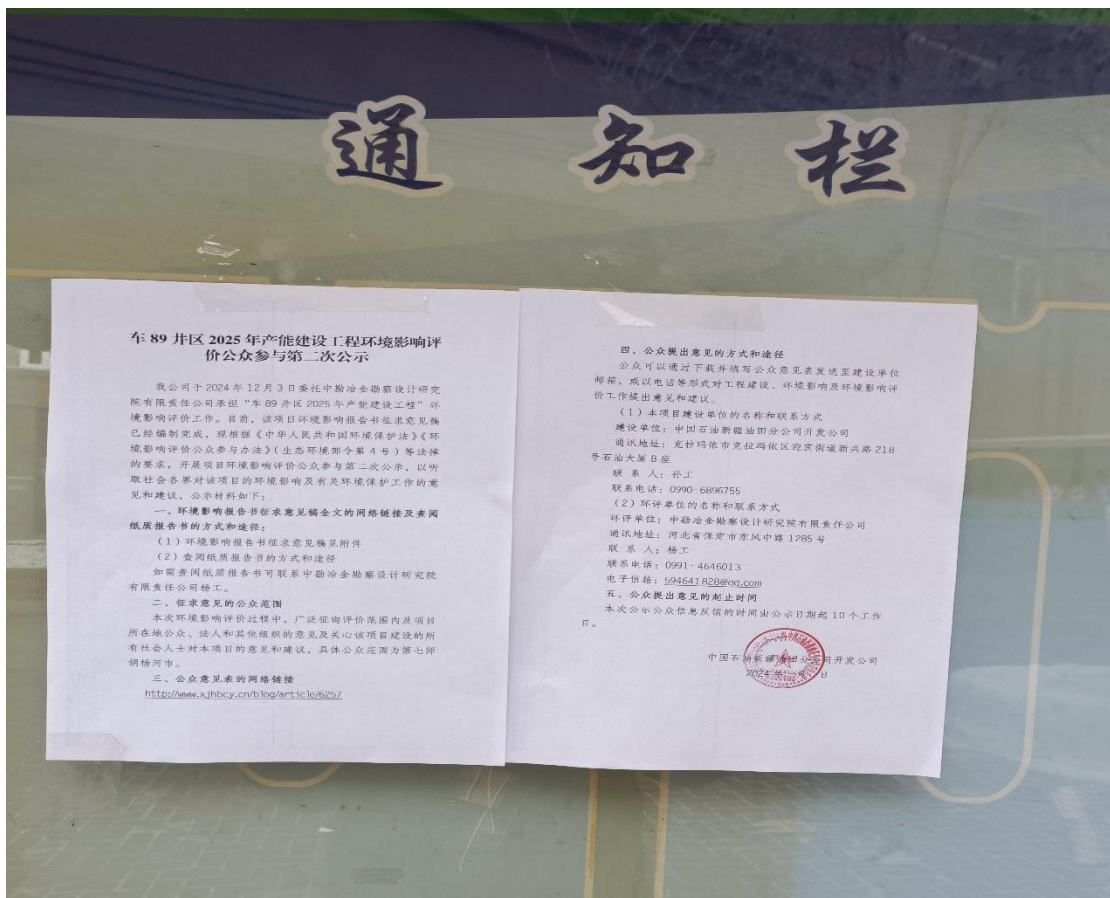 通知栏
车 89 井区 2025 年产能建设工程环境影响评
价公众参与第二次公示
我公司于 2024 年 12 月 3 日委托中勘冶金勘察设计研究
院有限责任公司承担“车 89 井区 2025 年产能建设工程”环
境影响评价工作。目前，该项目环境影响报告书征求意见稿
已经编制完成，现根据《中华人民共和国环境保护法》《环
境影响评价公众参与办法》（生态环境部令第 4 号）等法律
的要求，开展项目环境影响评价公众参与第二次公示，以听
取社会各界对该项目的环境影响及有关环境保护工作的意
见和建议，公示材料如下：
一、环境影响报告书征求意见稿全文的网络链接及查阅
纸质报告书的方式和途径：
（1）环境影响报告书征求意见稿见附件
（2）查阅纸质报告书的方式和途径
如需查阅纸质报告书可联系中勘冶金勘察设计研究院
有限责任公司杨工。
二、征求意见的公众范围
本次环境影响评价过程中，广泛征询评价范围内及项目
所在地公众、法人和其他组织的意见及关心该项目建设的所
有社会人士对本项目的意见和建议，具体公众范围为第七师
胡杨河市。
三、公众意见表的网络链接
http://www.xjhbcy.cn/blog/article/6257
四、公众提出意见的方式和途径
公众可以通过下载并填写公众意见表发送至建设单位
邮箱，或以电话等形式对工程建设、环境影响及环境影响评
价工作提出意见和建议。
（1）本项目建设单位的名称和联系方式
建设单位：中国石油新疆油田分公司开发公司
通讯地址：克拉玛依市克拉玛依区迎宾街道新兴路 218
号石油大厦 B 座
联 系 人：孙工
联系电话：0990-6896755
（2）环评单位的名称和联系方式
环评单位：中勘冶金勘察设计研究院有限责任公司
通讯地址：河北省保定市东风中路 1285 号
联 系 人：杨工
联系电话：0991-4646013
电子信箱：594641828@qq.com
五、公众提出意见的起止时间
本次公示公众信息反馈的时间由公示日期起 10 个工作
日。
中国石油新疆油田分公司开发公司
2024 年 日